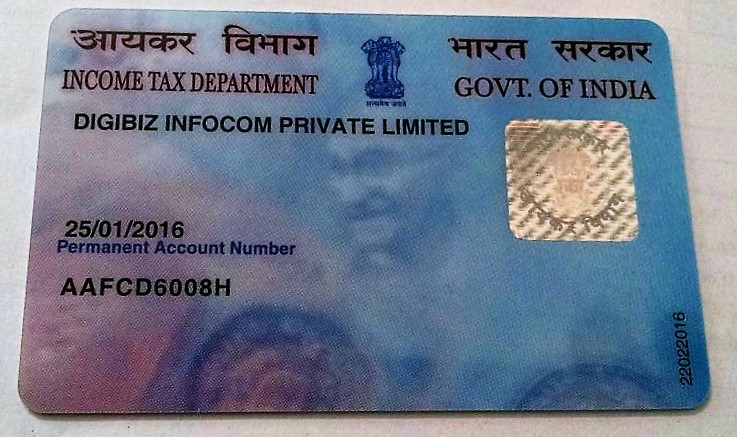 आयकर विभाग
भारत सरकार
INCOME TAX DEPARTMENT
GOVT. OF INDIA
सत्यमेव जयते
DIGIBIZ INFOCOM PRIVATE LIMITED
25/01/2016
Permanent Account Number
AAFCD6008H
22022016
आयकर विभाग